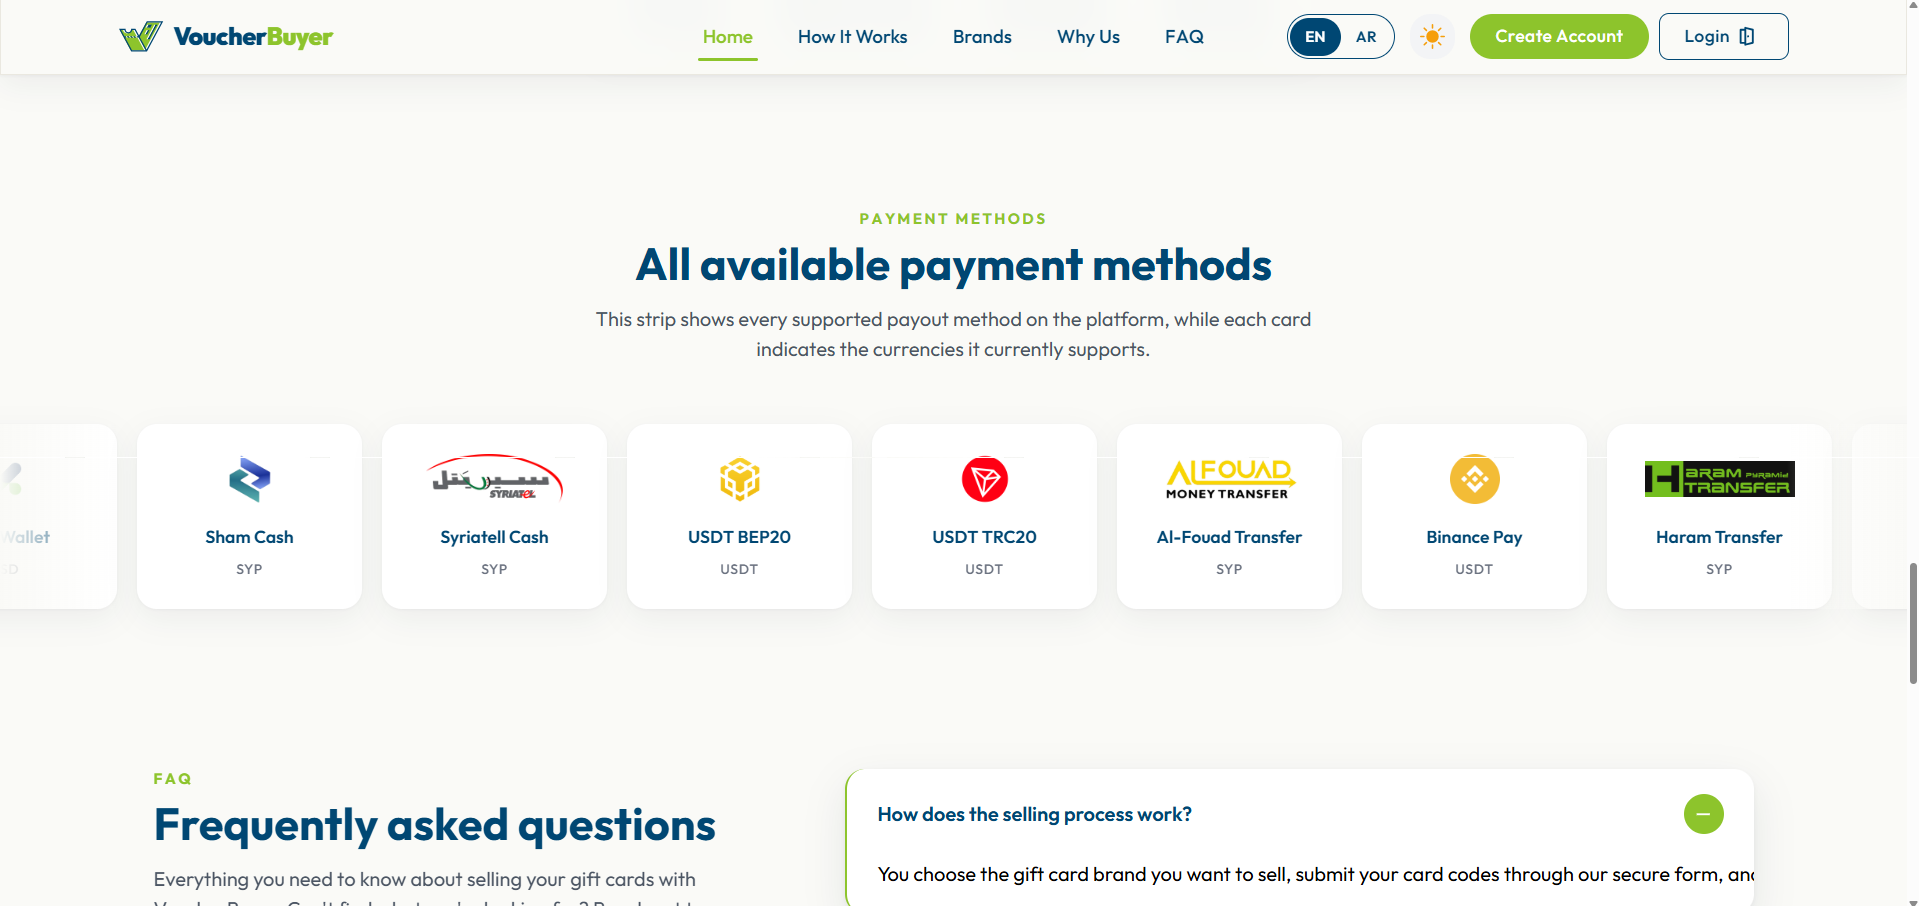 VoucherBuyer
Home
How It Works
Brands
Why Us
FAQ
EN
AR
Create Account
Login
PAYMENT METHODS
All available payment methods
This strip shows every supported payout method on the platform, while each card
indicates the currencies it currently supports.
Wallet
Sham Cash
SYP
سيريتل
SYRIATEL
Syriatell Cash
SYP
USDT BEP20
USDT
USDT TRC20
USDT
ALFOUAD
MONEY TRANSFER
Al-Fouad Transfer
SYP
Binance Pay
USDT
HARAM PYRAMID
TRANSFER
Haram Transfer
SYP
FAQ
Frequently asked questions
Everything you need to know about selling your gift cards with
How does the selling process work?
You choose the gift card brand you want to sell, submit your card codes through our secure form, and